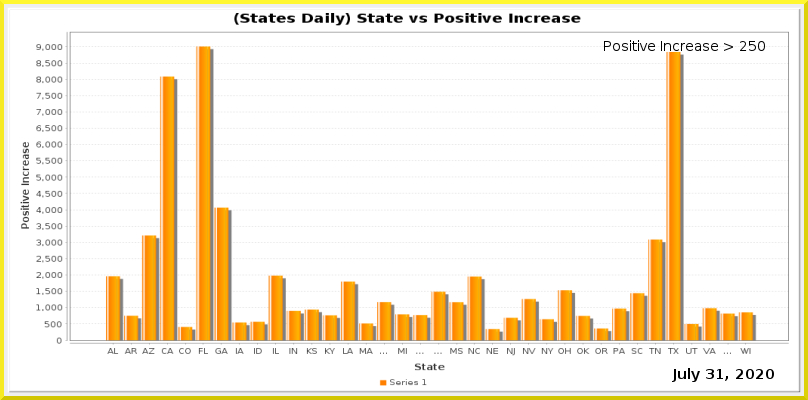 (States Daily) State vs Positive Increase
Positive Increase > 250
9,000
8,500
8,000
7,500
7,000
6,500
6,000
5,500
5,000
4,500
4,000
3,500
3,000
2,500
2,000
1,500
1,000
500
0
Positive Increase
AL AR AZ CA CO FL GA IA ID IL IN KS KY LA MA ... MI ... ... MS NC NE NJ NV NY OH OK OR PA SC TN TX UT VA ... WI
State
Series 1
July 31, 2020